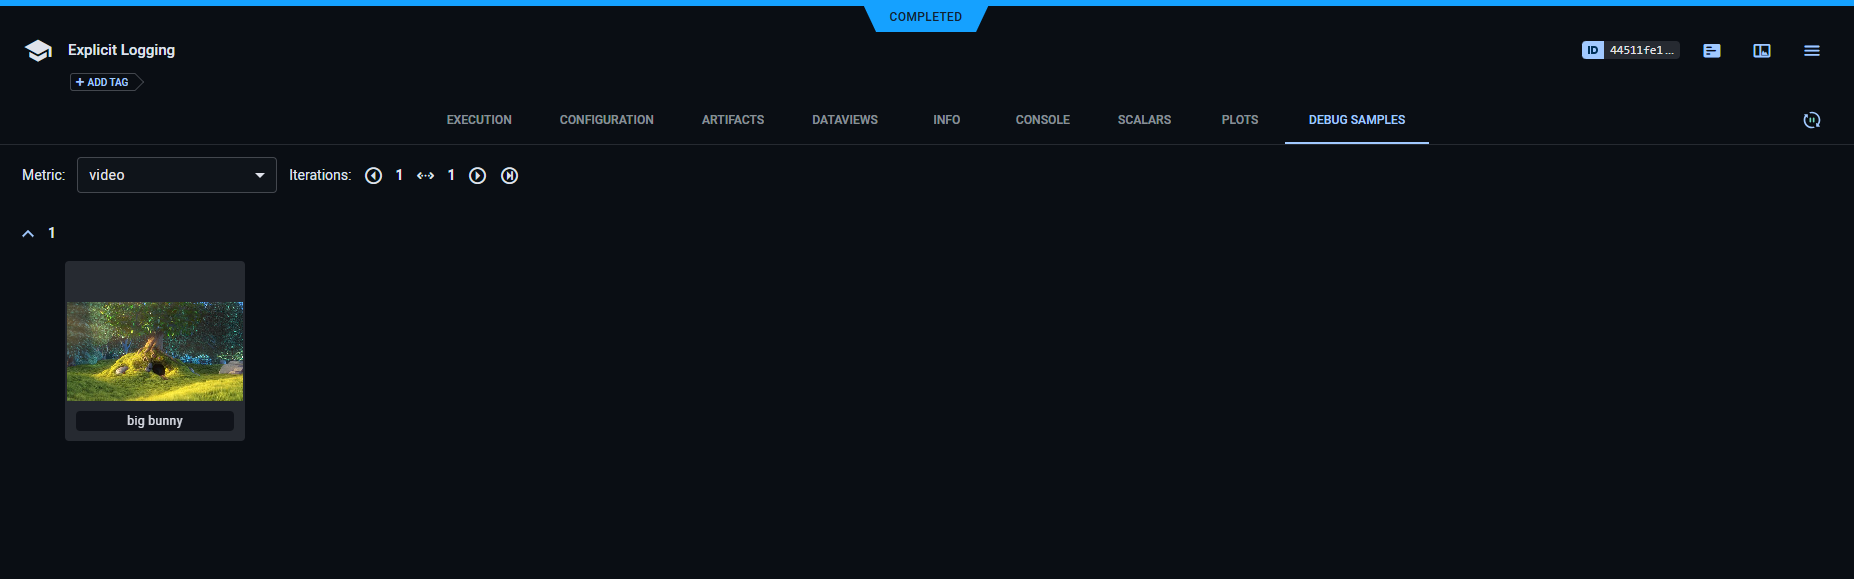 COMPLETED
Explicit Logging
ID 44511fe1...
+ ADD TAG
EXECUTION CONFIGURATION ARTIFACTS DATAVIEWS INFO CONSOLE SCALARS PLOTS DEBUG SAMPLES
Metric: video Iterations: 1 1
1
big bunny